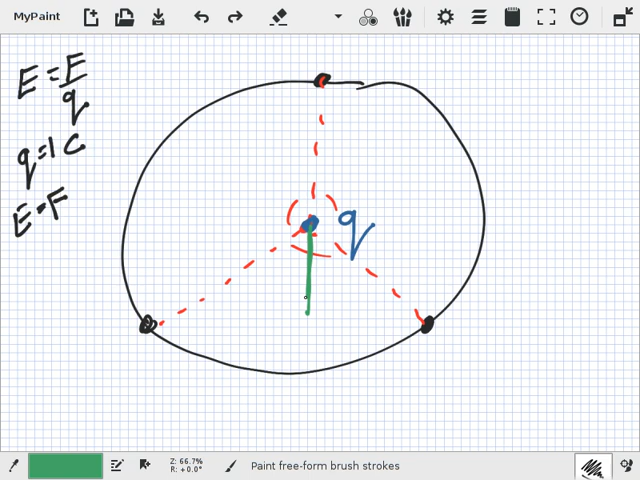 MyPaint
E = E
q
q = 1 C
E = F
q
Z: 66.7%
R: +0.0°
Paint free-form brush strokes